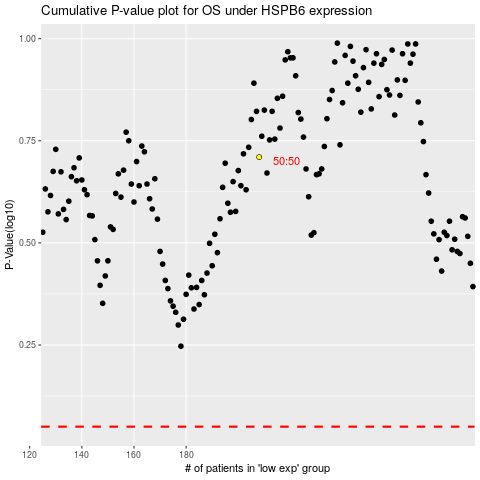 Cumulative P-value plot for OS under HSPB6 expression
P-Value(log10)
1.00
0.75
0.50
0.25
50:50
120 140 160 180
# of patients in 'low exp' group